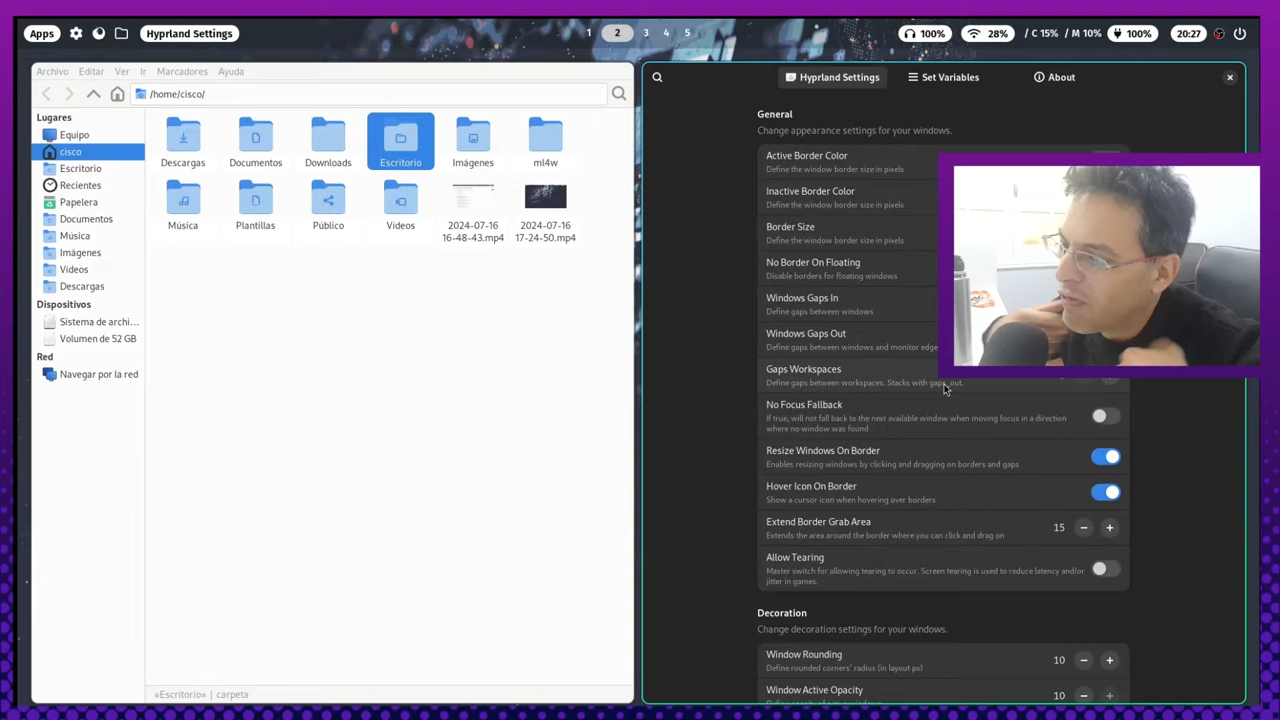 Apps
Hyprland Settings
1 2 3 4 5
100%
28%
/ C 15% / M 10%
100%
20:27
Archivo Editar Ver Ir Marcadores Ayuda
/home/cisco/
Lugares
Equipo
cisco
Escritorio
Recientes
Papelera
Documentos
Música
Imágenes
Vídeos
Descargas
Dispositivos
Sistema de archi...
Volumen de 52 GB
Red
Navegar por la red
Descargas Documentos Downloads Escritorio Imágenes ml4w
Música Plantillas Público Vídeos 2024-07-16 2024-07-16
16-48-43.mp4 17-24-50.mp4
«Escritorio» | carpeta
Hyprland Settings Set Variables About
General
Change appearance settings for your windows.
Active Border Color
Define the window border size in pixels
Inactive Border Color
Define the window border size in pixels
Border Size
Define the window border size in pixels
No Border On Floating
Disable borders for floating windows
Windows Gaps In
Define gaps between windows
Windows Gaps Out
Define gaps between windows and monitor edge
Gaps Workspaces
Define gaps between workspaces. Stacks with gaps_out.
No Focus Fallback
If true, will not fall back to the next available window when moving focus in a direction
where no window was found
Resize Windows On Border
Enables resizing windows by clicking and dragging on borders and gaps
Hover Icon On Border
Show a cursor icon when hovering over borders
Extend Border Grab Area
15 − +
Extends the area around the border where you can click and drag on
Allow Tearing
Master switch for allowing tearing to occur. Screen tearing is used to reduce latency and/or
jitter in games.
Decoration
Change decoration settings for your windows.
Window Rounding
10 − +
Define rounded corners' radius (in layout px)
Window Active Opacity
10 − +